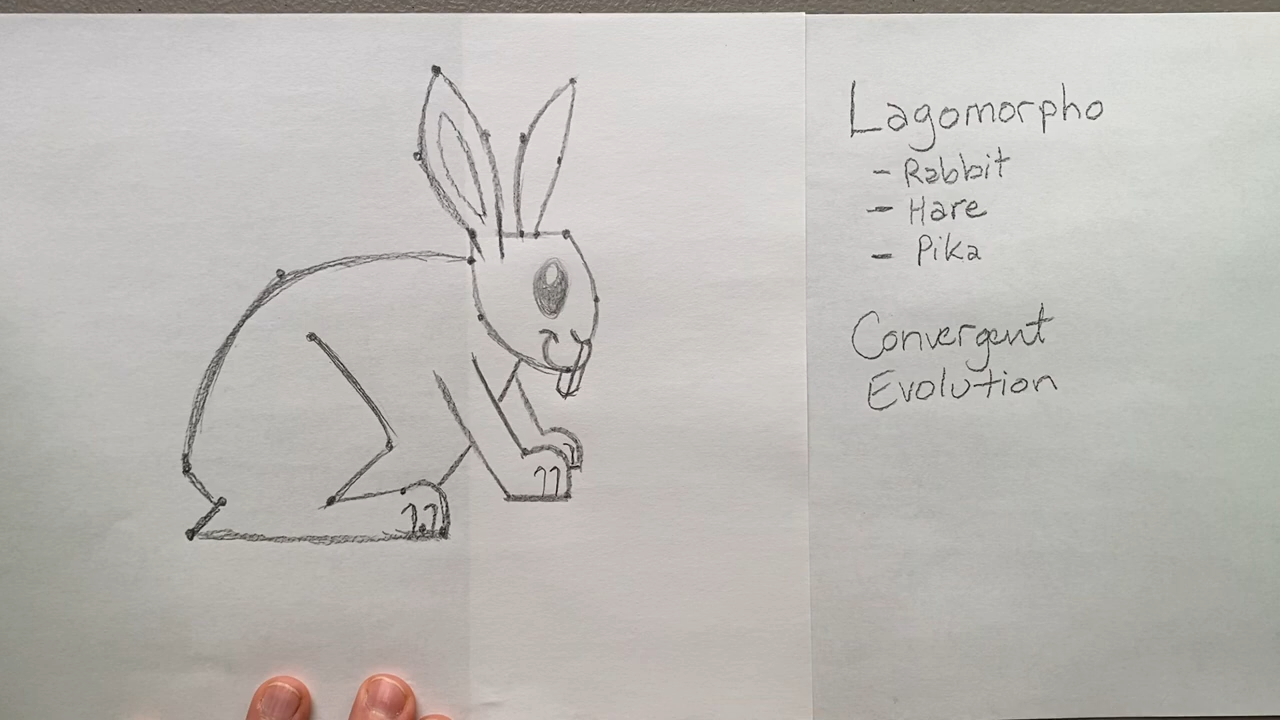 Lagomorpho
- Rabbit
- Hare
- Pika
Convergent
Evolution